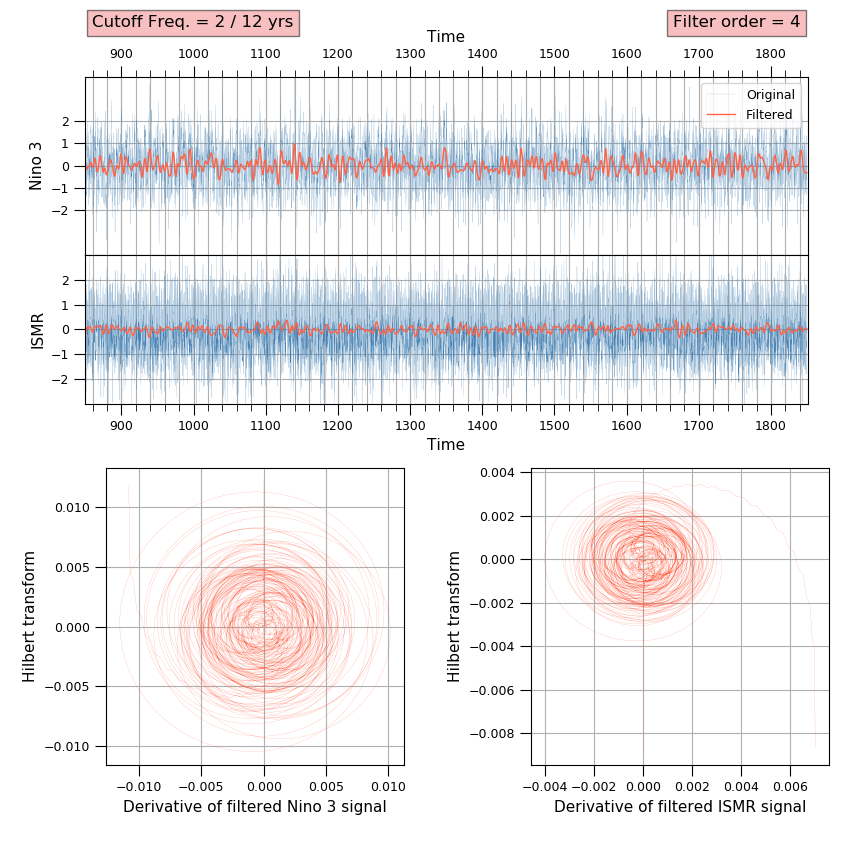 Cutoff Freq. = 2 / 12 yrs
Filter order = 4
Time
900 1000 1100 1200 1300 1400 1500 1600 1700 1800
Original
Filtered
Nino 3
2
1
0
−1
−2
ISMR
2
1
0
−1
−2
900 1000 1100 1200 1300 1400 1500 1600 1700 1800
Time
Hilbert transform
0.010
0.005
0.000
−0.005
−0.010
−0.010 −0.005 0.000 0.005 0.010
Derivative of filtered Nino 3 signal
Hilbert transform
0.004
0.002
0.000
−0.002
−0.004
−0.006
−0.008
−0.004 −0.002 0.000 0.002 0.004 0.006
Derivative of filtered ISMR signal